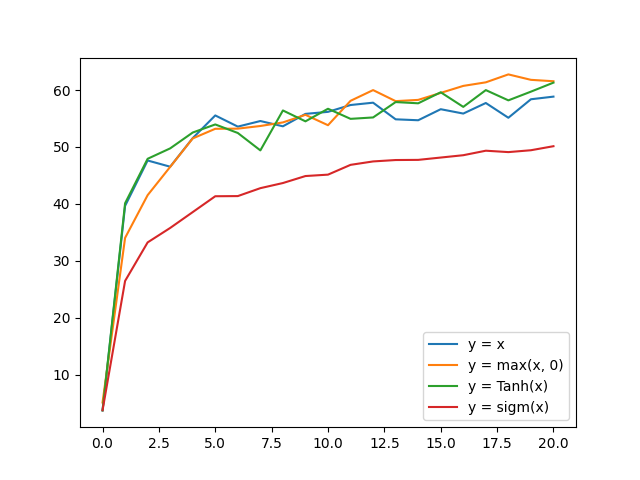 60
50
40
30
20
10
0.0 2.5 5.0 7.5 10.0 12.5 15.0 17.5 20.0
y = x
y = max(x, 0)
y = Tanh(x)
y = sigm(x)